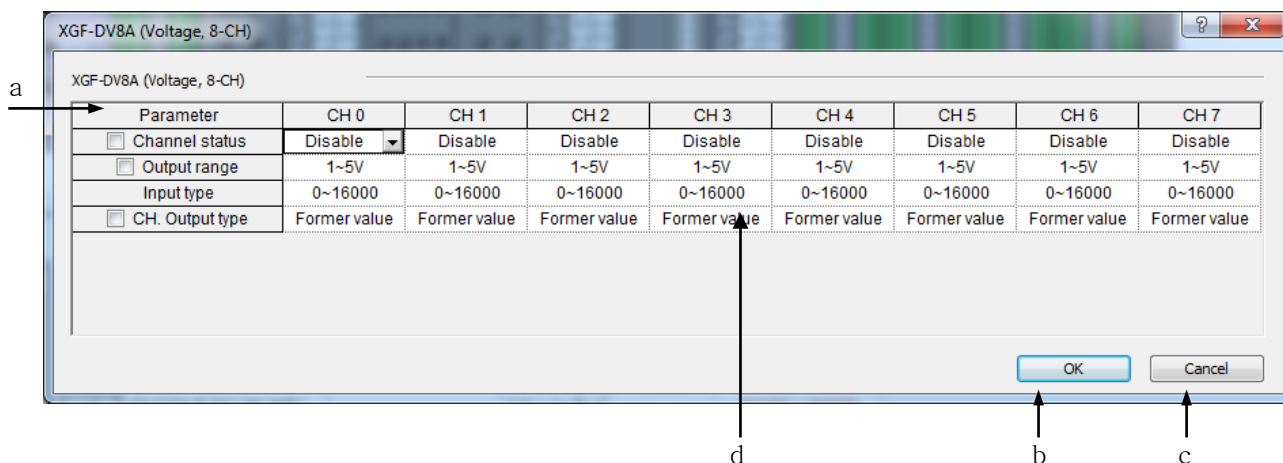 XGF-DV8A (Voltage, 8-CH)
?
X
XGF-DV8A (Voltage, 8-CH)
a
Parameter CH 0 CH 1 CH 2 CH 3 CH 4 CH 5 CH 6 CH 7
Channel status Disable Disable Disable Disable Disable Disable Disable Disable
Output range 1~5V 1~5V 1~5V 1~5V 1~5V 1~5V 1~5V 1~5V
Input type 0~16000 0~16000 0~16000 0~16000 0~16000 0~16000 0~16000 0~16000
CH. Output type Former value Former value Former value Former value Former value Former value Former value Former value
OK Cancel
d b c